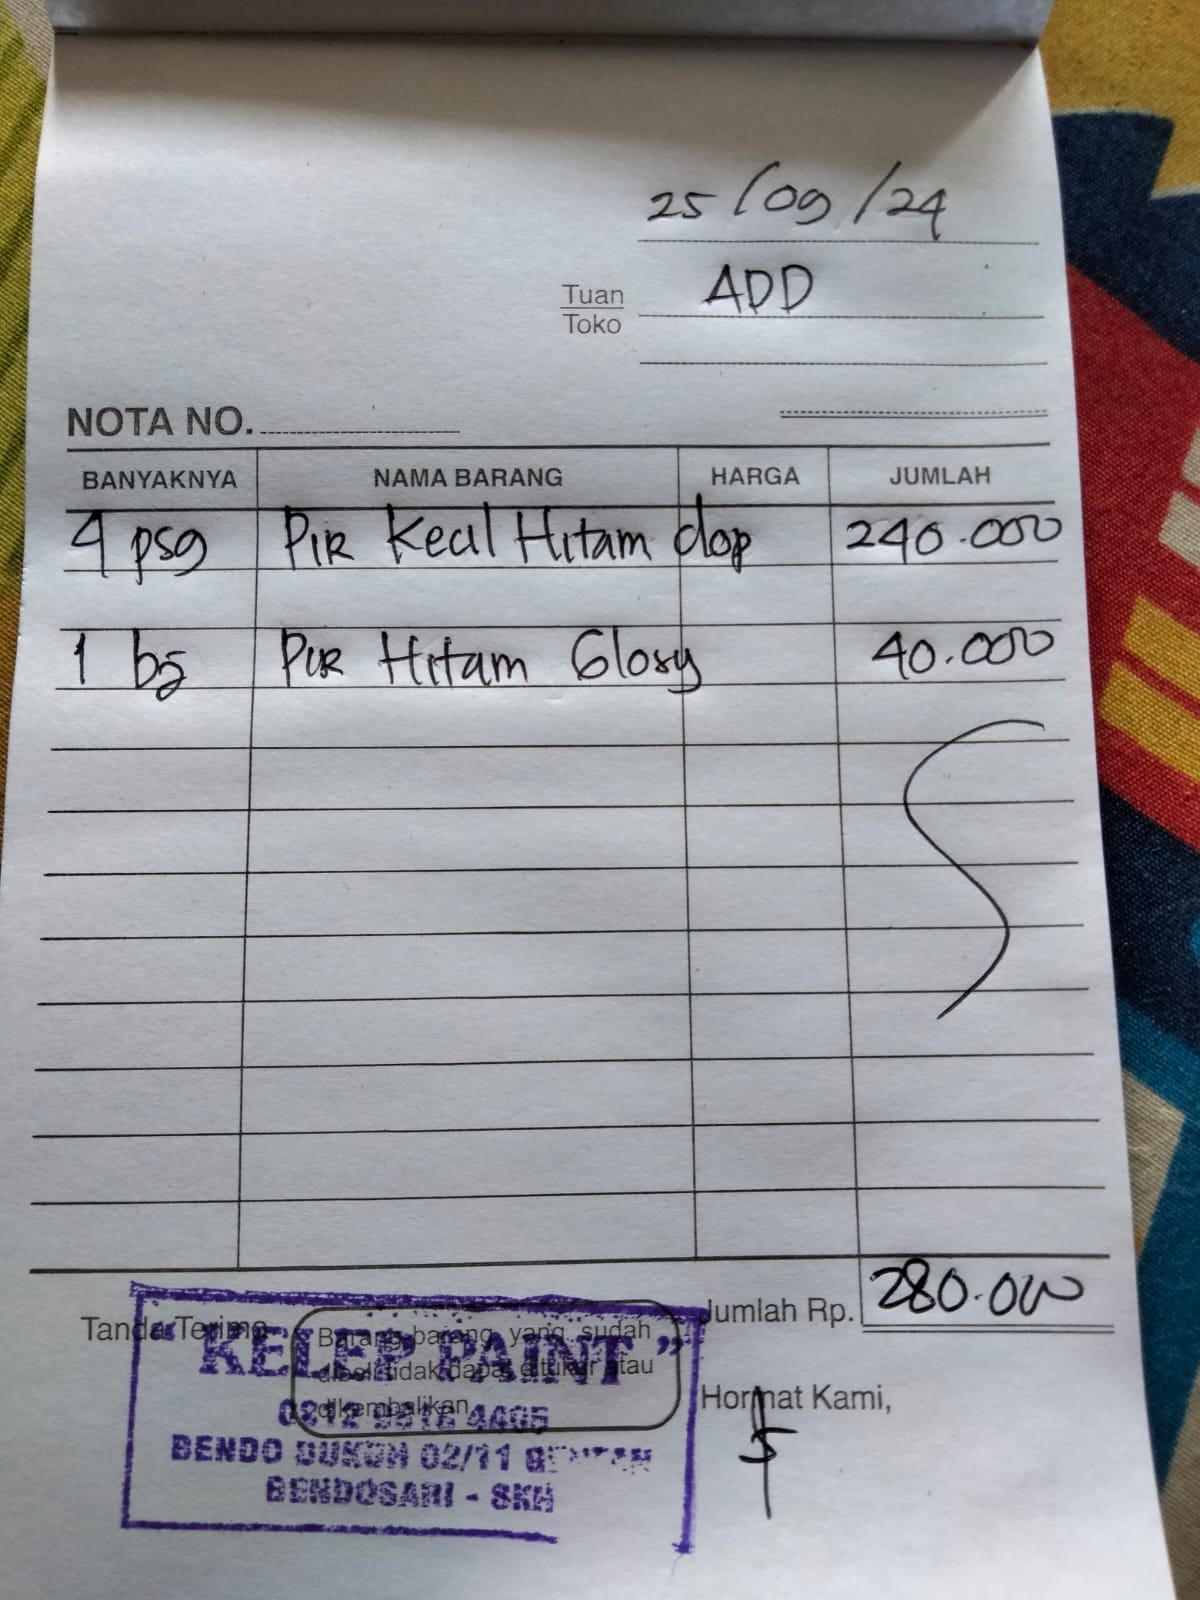 25/09/24
Tuan
Toko
ADD
NOTA NO.
BANYAKNYA NAMA BARANG HARGA JUMLAH
4 psg Pir Kecil Hitam dop 240.000
1 bj Pir Hitam Glosy 40.000
Jumlah Rp. 280.000
Tanda Terima
Barang-barang yang sudah
dibeli tidak dapat ditukar atau
dikembalikan
Hormat Kami,
"KELEP PAINT"
0812 4405
BENDO DUKUH 02/11
BENDOSARI - SKH